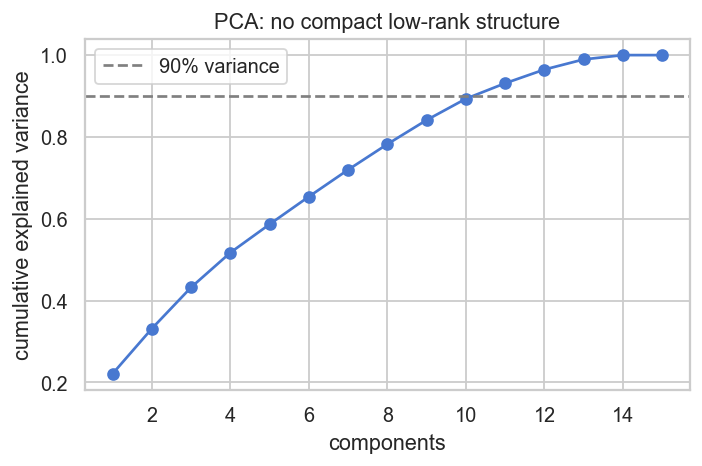 PCA: no compact low-rank structure
1.0
90% variance
0.8
0.6
0.4
0.2
cumulative explained variance
2 4 6 8 10 12 14
components